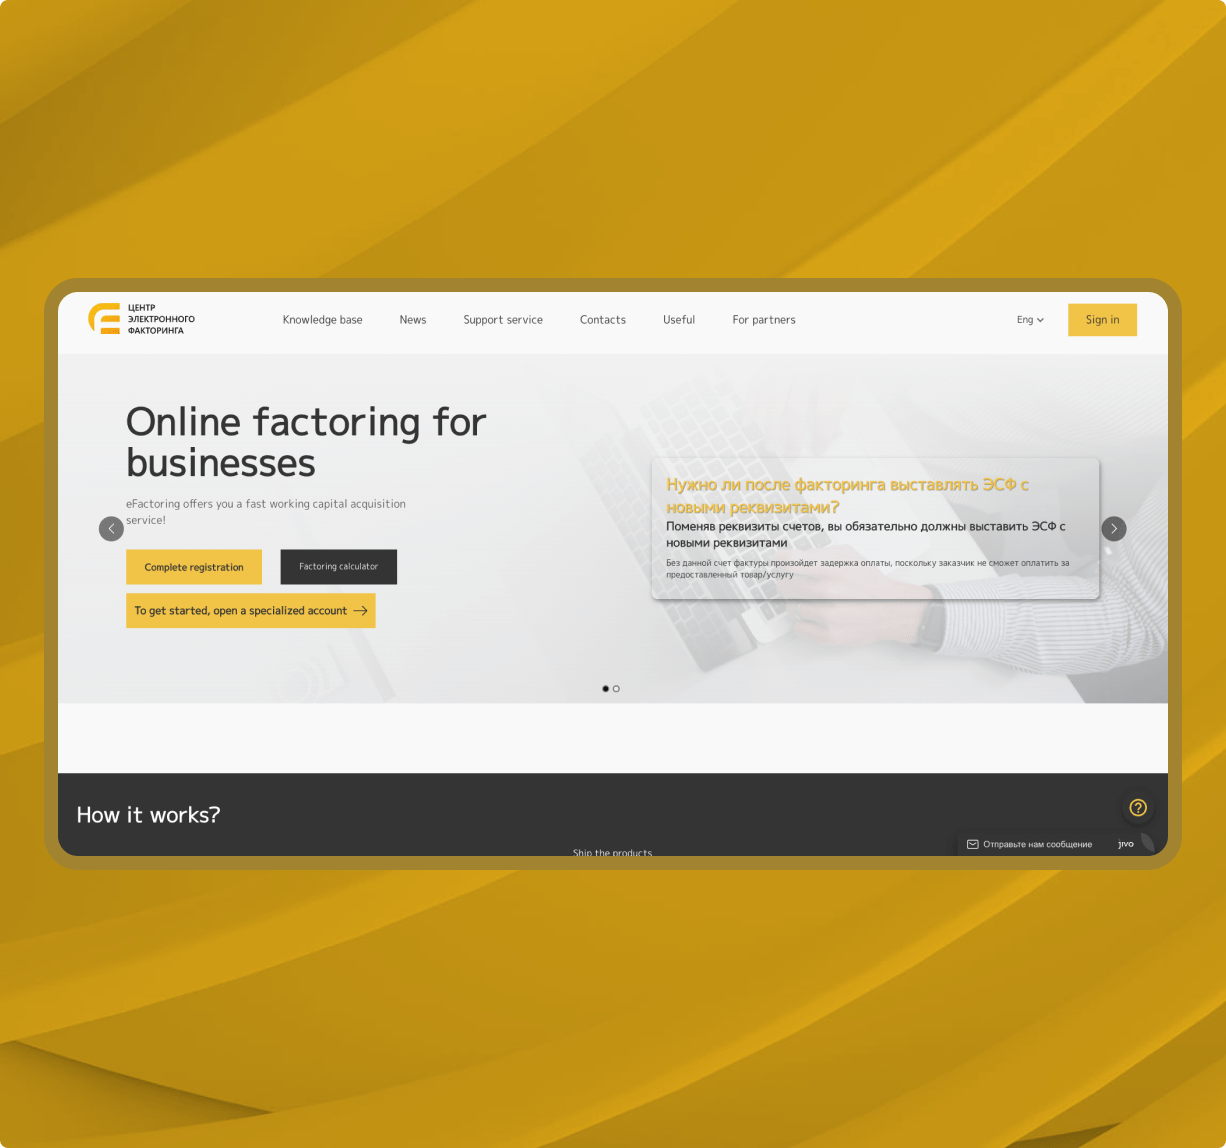 ЦЕНТР
ЭЛЕКТРОННОГО
ФАКТОРИНГА
Knowledge base News Support service Contacts Useful For partners
Eng Sign in
Online factoring for
businesses
eFactoring offers you a fast working capital acquisition
service!
Complete registration Factoring calculator
To get started, open a specialized account
Нужно ли после факторинга выставлять ЭСФ с
новыми реквизитами?
Поменяв реквизиты счетов, вы обязательно должны выставить ЭСФ с
новыми реквизитами
Без данной счет фактуры произойдет задержка оплаты, поскольку заказчик не сможет оплатить за
предоставленный товар/услугу
How it works?
Ship the products
Отправьте нам сообщение jivo